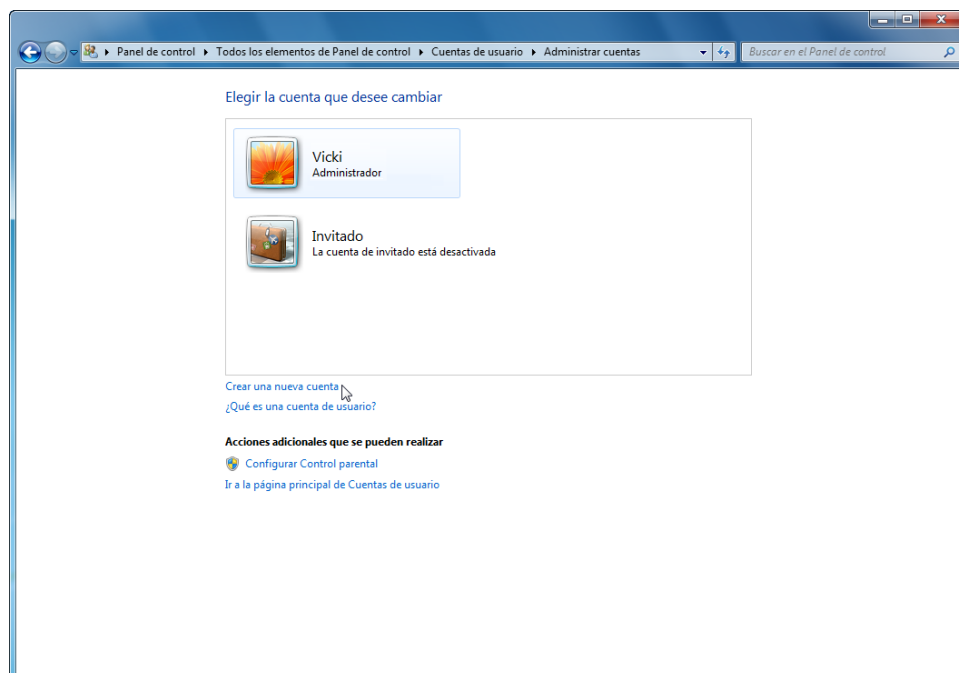 Panel de control Todos los elementos de Panel de control Cuentas de usuario Administrar cuentas Buscar en el Panel de control
Elegir la cuenta que desee cambiar
Vicki
Administrador
Invitado
La cuenta de invitado está desactivada
Crear una nueva cuenta
¿Qué es una cuenta de usuario?
Acciones adicionales que se pueden realizar
Configurar Control parental
Ir a la página principal de Cuentas de usuario